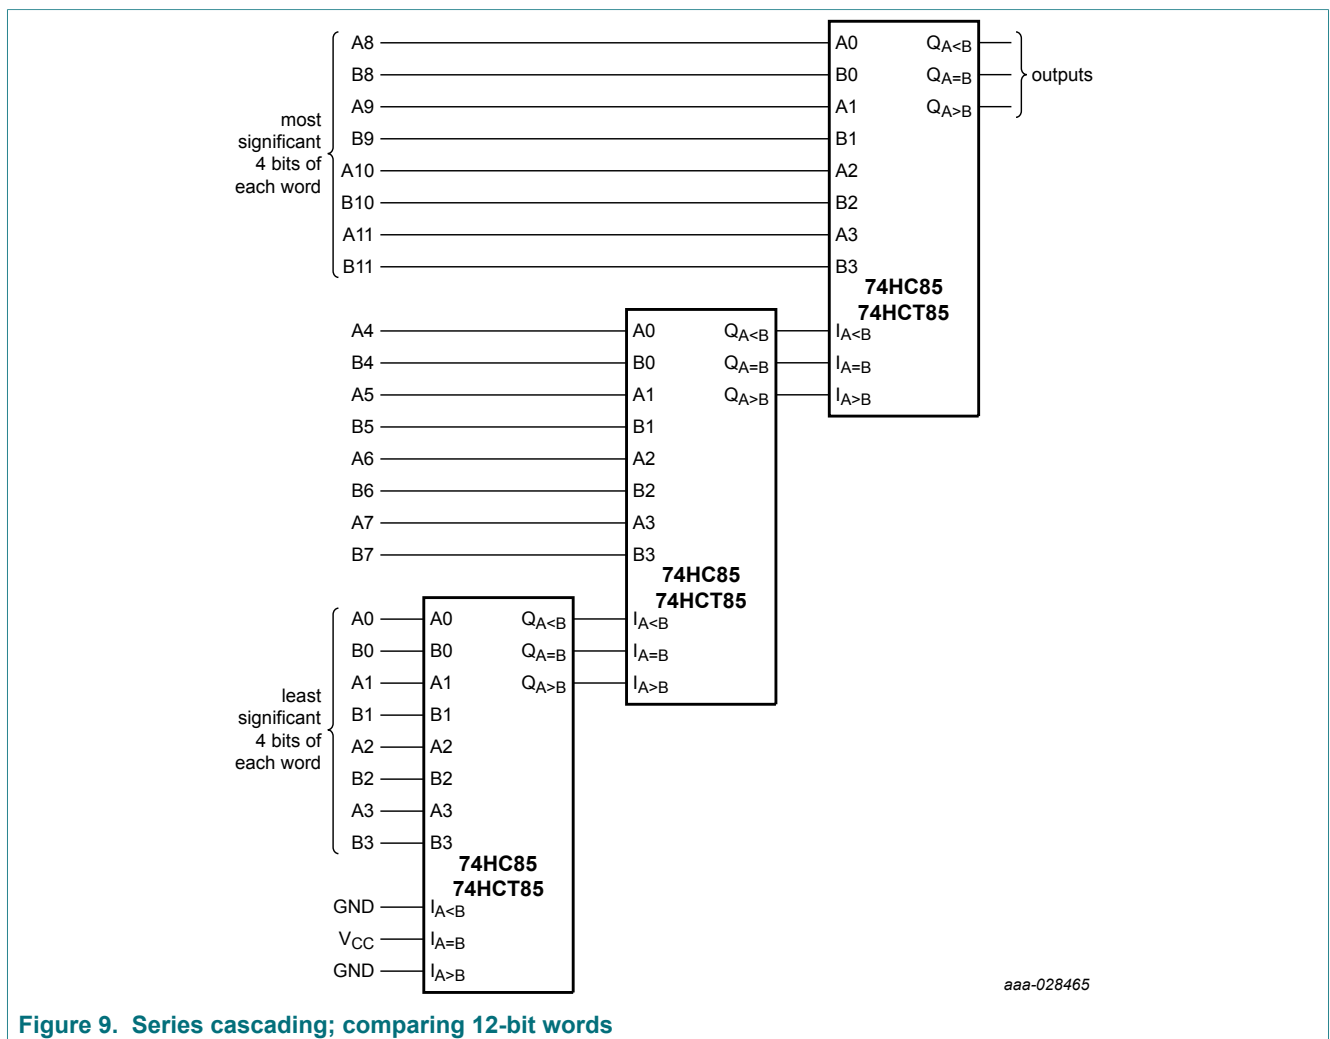 A8 A0 QA<B
B8 B0 QA=B outputs
A9 A1 QA>B
most
significant
4 bits of
each word
B9 B1
A10 A2
B10 B2
A11 A3
B11 B3
74HC85
74HCT85
A4 A0 QA<B IA<B
B4 B0 QA=B IA=B
A5 A1 QA>B IA>B
B5 B1
A6 A2
B6 B2
A7 A3
B7 B3
74HC85
74HCT85
A0 A0 QA<B IA<B
B0 B0 QA=B IA=B
A1 A1 QA>B IA>B
least
significant
4 bits of
each word
B1 B1
A2 A2
B2 B2
A3 A3
B3 B3
74HC85
74HCT85
GND IA<B
VCC IA=B
GND IA>B
aaa-028465
Figure 9. Series cascading; comparing 12-bit words